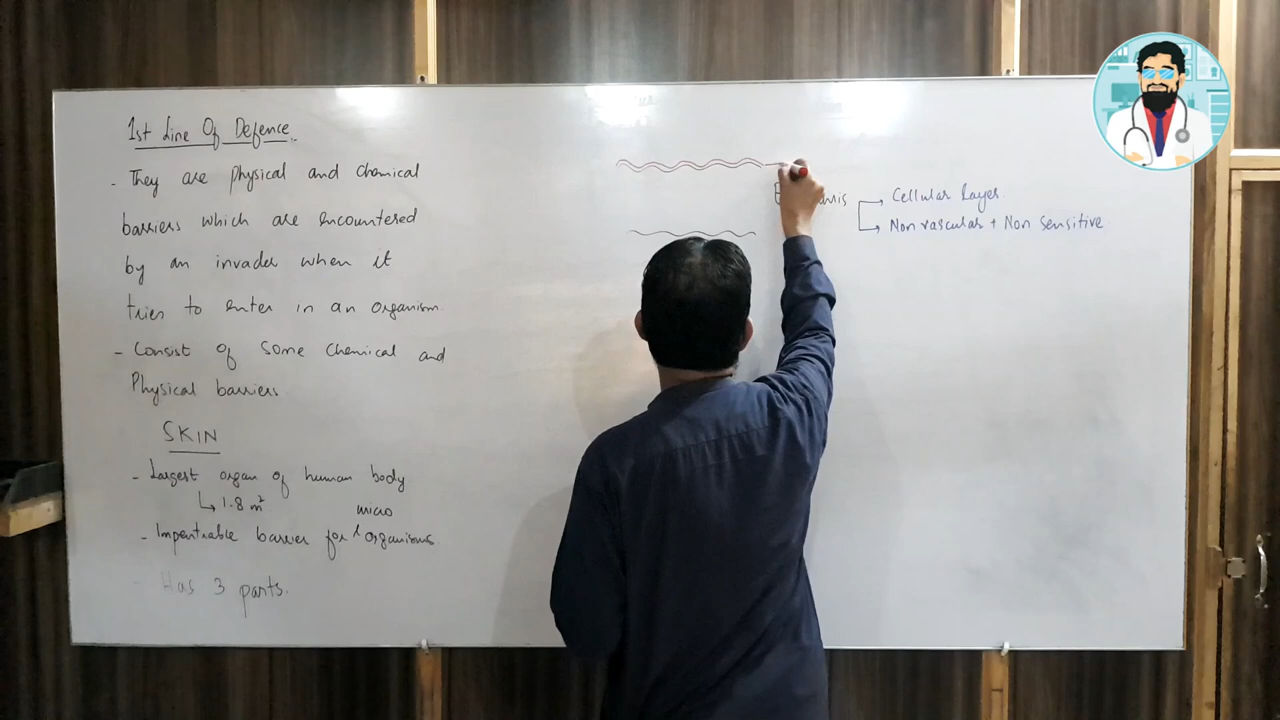 1st Line Of Defence..
- They are physical and chemical
barriers which are encountered
by an invader when it
tries to enter in an organism.
- Consist of Some Chemical and
Physical barriers
SKIN
- Largest organ of human body
↳ 1.8 m²
micro
- Impentrable barrier for organisms
- Has 3 parts.
→ Cellular Layer.
→ Non vascular + Non Sensitive